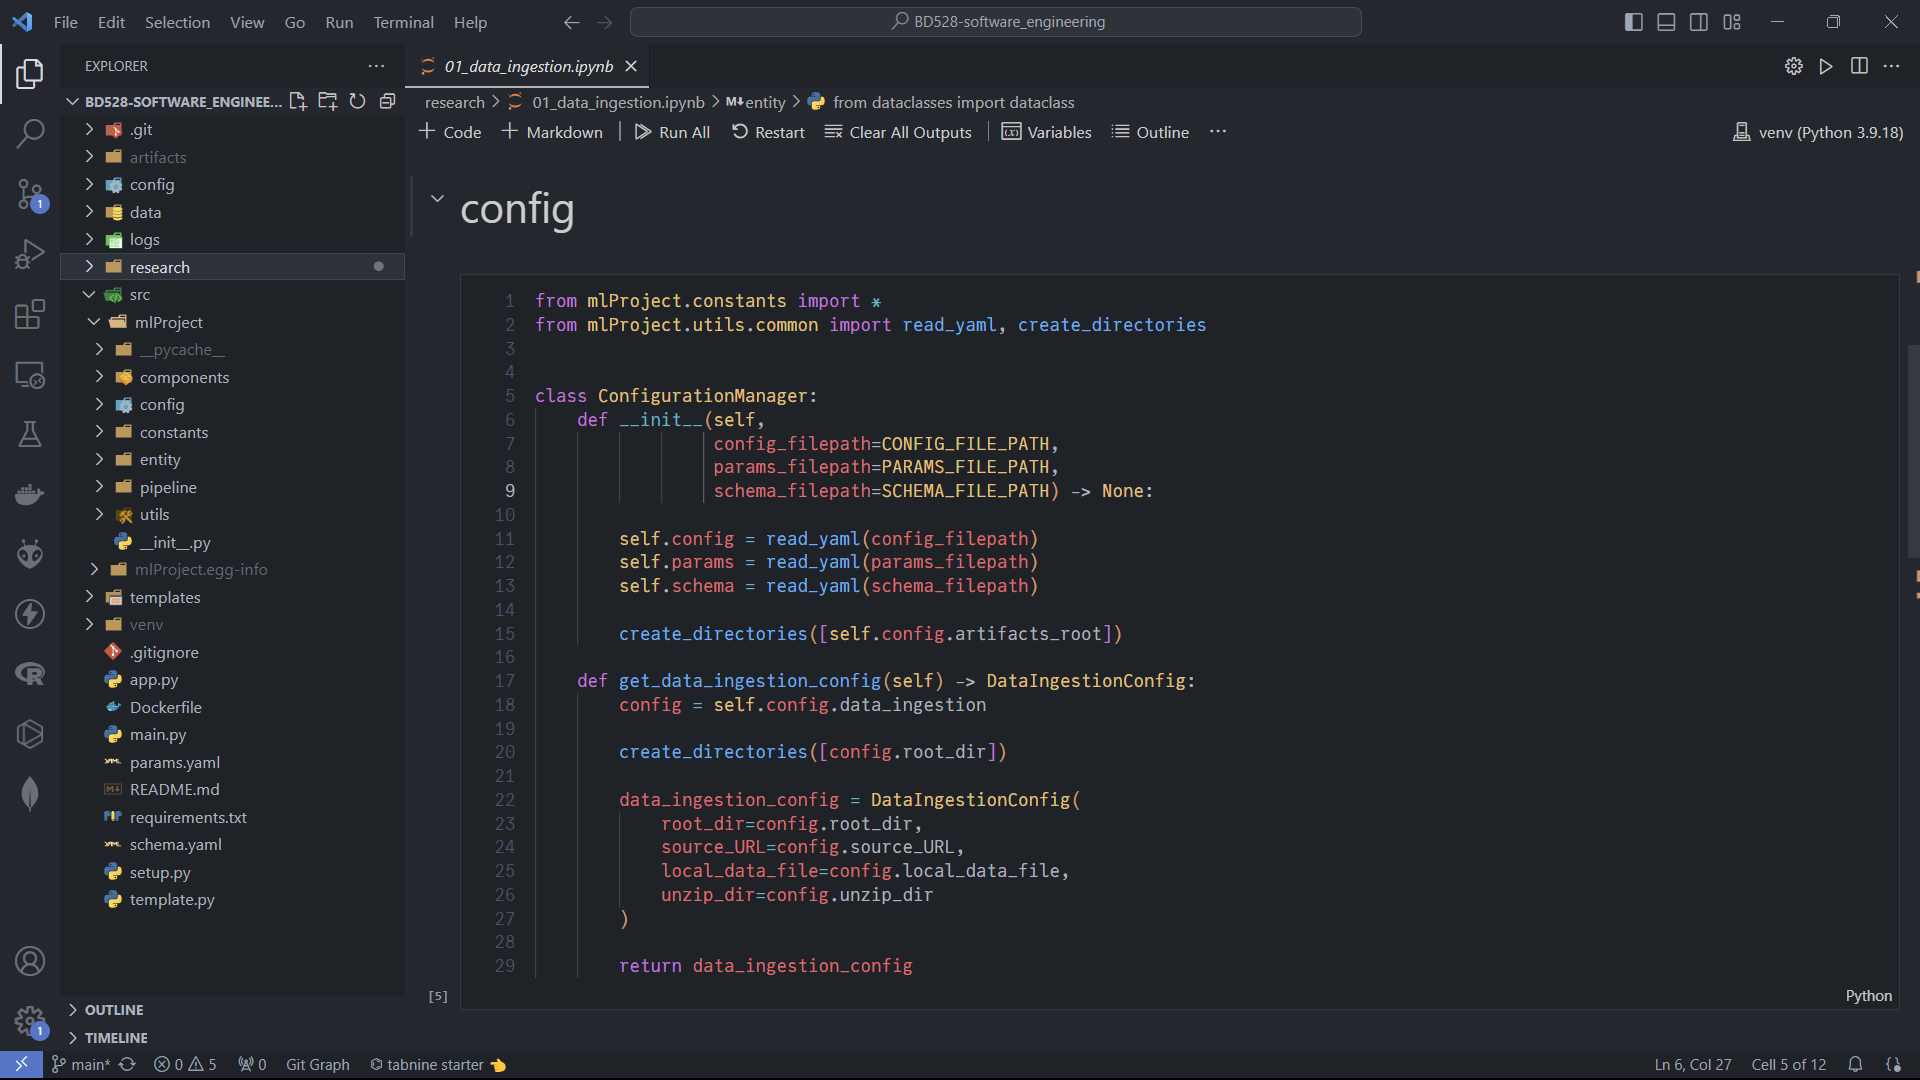 File Edit Selection View Go Run Terminal Help
BD528-software_engineering
EXPLORER
BD528-SOFTWARE_ENGINEE...
.git
artifacts
config
data
logs
research
src
mlProject
__pycache__
components
config
constants
entity
pipeline
utils
__init__.py
mlProject.egg-info
templates
venv
.gitignore
app.py
Dockerfile
main.py
params.yaml
README.md
requirements.txt
schema.yaml
setup.py
template.py
OUTLINE
TIMELINE
01_data_ingestion.ipynb
research > 01_data_ingestion.ipynb > M↓entity > from dataclasses import dataclass
+ Code + Markdown | Run All Restart Clear All Outputs | Variables Outline ···
venv (Python 3.9.18)
config
1 from mlProject.constants import *
2 from mlProject.utils.common import read_yaml, create_directories
3
4
5 class ConfigurationManager:
6     def __init__(self,
7                  config_filepath=CONFIG_FILE_PATH,
8                  params_filepath=PARAMS_FILE_PATH,
9                  schema_filepath=SCHEMA_FILE_PATH) -> None:
10
11         self.config = read_yaml(config_filepath)
12         self.params = read_yaml(params_filepath)
13         self.schema = read_yaml(schema_filepath)
14
15         create_directories([self.config.artifacts_root])
16
17     def get_data_ingestion_config(self) -> DataIngestionConfig:
18         config = self.config.data_ingestion
19
20         create_directories([config.root_dir])
21
22         data_ingestion_config = DataIngestionConfig(
23             root_dir=config.root_dir,
24             source_URL=config.source_URL,
25             local_data_file=config.local_data_file,
26             unzip_dir=config.unzip_dir
27         )
28
29         return data_ingestion_config
[5]
Python
1
1
main* 0 5 0 Git Graph tabnine starter 👈
Ln 6, Col 27 Cell 5 of 12